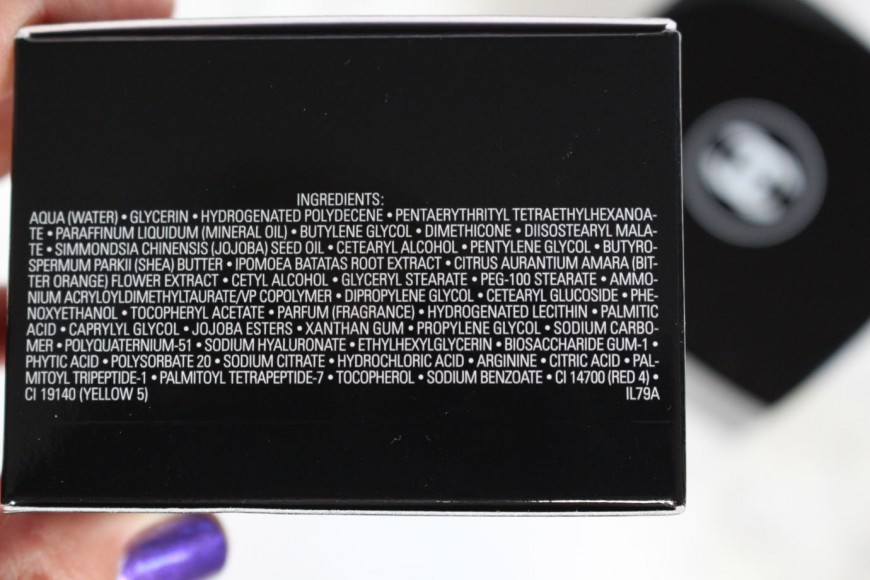 INGREDIENTS:
AQUA (WATER) • GLYCERIN • HYDROGENATED POLYDECENE • PENTAERYTHRITYL TETRAETHYLHEXANOA-
TE • PARAFFINUM LIQUIDUM (MINERAL OIL) • BUTYLENE GLYCOL • DIMETHICONE • DIISOSTEARYL MALA-
TE • SIMMONDSIA CHINENSIS (JOJOBA) SEED OIL • CETEARYL ALCOHOL • PENTYLENE GLYCOL • BUTYRO-
SPERMUM PARKII (SHEA) BUTTER • IPOMOEA BATATAS ROOT EXTRACT • CITRUS AURANTIUM AMARA (BIT-
TER ORANGE) FLOWER EXTRACT • CETYL ALCOHOL • GLYCERYL STEARATE • PEG-100 STEARATE • AMMO-
NIUM ACRYLOYLDIMETHYLTAURATE/VP COPOLYMER • DIPROPYLENE GLYCOL • CETEARYL GLUCOSIDE • PHE-
NOXYETHANOL • TOCOPHERYL ACETATE • PARFUM (FRAGRANCE) • HYDROGENATED LECITHIN • PALMITIC
ACID • CAPRYLYL GLYCOL • JOJOBA ESTERS • XANTHAN GUM • PROPYLENE GLYCOL • SODIUM CARBO-
MER • POLYQUATERNIUM-51 • SODIUM HYALURONATE • ETHYLHEXYLGLYCERIN • BIOSACCHARIDE GUM-1 •
PHYTIC ACID • POLYSORBATE 20 • SODIUM CITRATE • HYDROCHLORIC ACID • ARGININE • CITRIC ACID • PAL-
MITOYL TRIPEPTIDE-1 • PALMITOYL TETRAPEPTIDE-7 • TOCOPHEROL • SODIUM BENZOATE • CI 14700 (RED 4) •
CI 19140 (YELLOW 5) IL79A